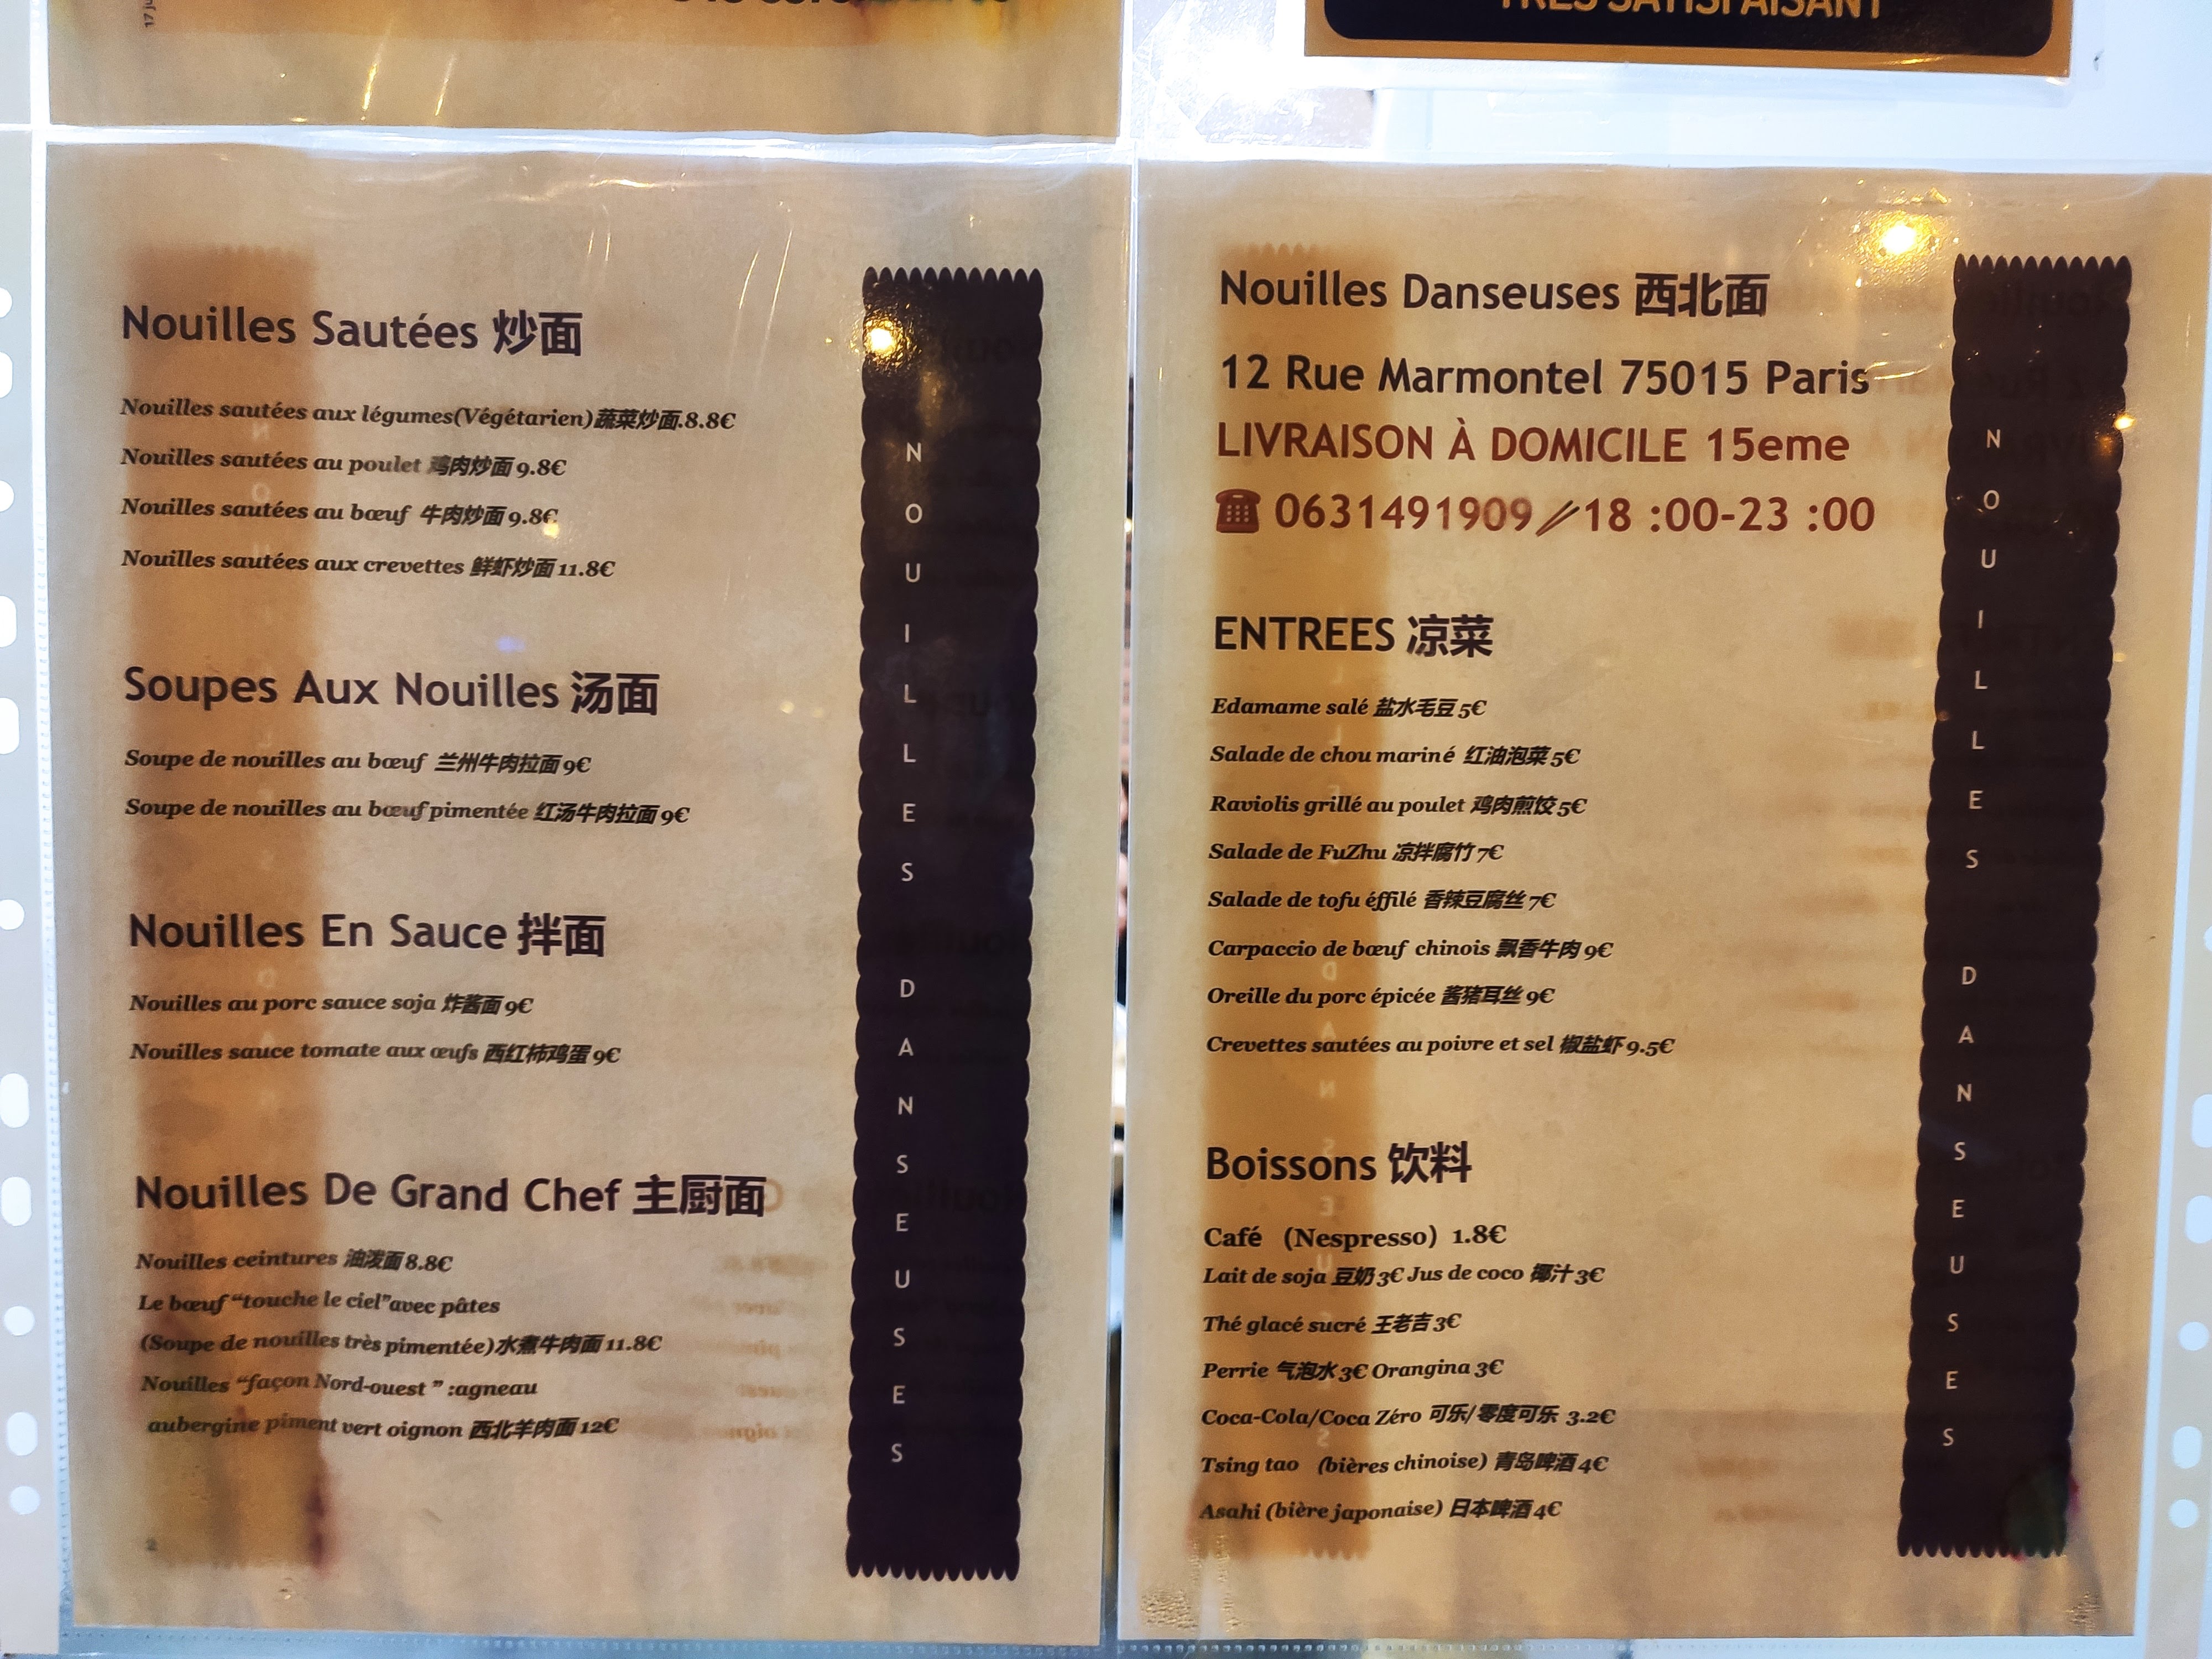 TRÈS SATISFAISANT
Nouilles Sautées 炒面
Nouilles sautées aux légumes(Végétarien)蔬菜炒面.8.8€
Nouilles sautées au poulet 鸡肉炒面 9.8€
Nouilles sautées au bœuf 牛肉炒面 9.8€
Nouilles sautées aux crevettes 鲜虾炒面 11.8€
Soupes Aux Nouilles 汤面
Soupe de nouilles au bœuf 兰州牛肉拉面 9€
Soupe de nouilles au bœuf pimentée 红汤牛肉拉面 9€
Nouilles En Sauce 拌面
Nouilles au porc sauce soja 炸酱面 9€
Nouilles sauce tomate aux œufs 西红柿鸡蛋 9€
Nouilles De Grand Chef 主厨面
Nouilles ceintures 油泼面 8.8€
Le bœuf “touche le ciel”avec pâtes
(Soupe de nouilles très pimentée)水煮牛肉面 11.8€
Nouilles “façon Nord-ouest ” :agneau
aubergine piment vert oignon 西北羊肉面 12€
2
NOUILLES DANSEUSES
Nouilles Danseuses 西北面
12 Rue Marmontel 75015 Paris
LIVRAISON À DOMICILE 15eme
☎ 0631491909 18 :00-23 :00
ENTREES 凉菜
Edamame salé 盐水毛豆 5€
Salade de chou mariné 红油泡菜 5€
Raviolis grillé au poulet 鸡肉煎饺 5€
Salade de FuZhu 凉拌腐竹 7€
Salade de tofu éffilé 香辣豆腐丝 7€
Carpaccio de bœuf chinois 飘香牛肉 9€
Oreille du porc épicée 酱猪耳丝 9€
Crevettes sautées au poivre et sel 椒盐虾 9.5€
Boissons 饮料
Café (Nespresso) 1.8€
Lait de soja 豆奶 3€ Jus de coco 椰汁 3€
Thé glacé sucré 王老吉 3€
Perrie 气泡水 3€ Orangina 3€
Coca-Cola/Coca Zéro 可乐/零度可乐 3.2€
Tsing tao (bières chinoise) 青岛啤酒 4€
Asahi (bière japonaise) 日本啤酒 4€
NOUILLES DANSEUSES